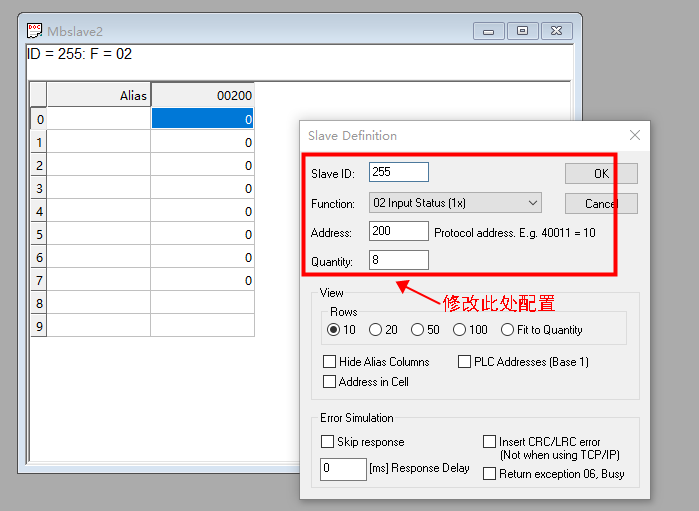 DOC
Mbslave2
ID = 255: F = 02
Alias 00200
0 0
1 0
2 0
3 0
4 0
5 0
6 0
7 0
8
9
Slave Definition
Slave ID: 255 OK
Function: 02 Input Status (1x) Cancel
Address: 200 Protocol address. E.g. 40011 = 10
Quantity: 8
修改此处配置
View
Rows
10 20 50 100 Fit to Quantity
Hide Alias Columns PLC Addresses (Base 1)
Address in Cell
Error Simulation
Skip response Insert CRC/LRC error
(Not when using TCP/IP)
0 [ms] Response Delay
Return exception 06, Busy